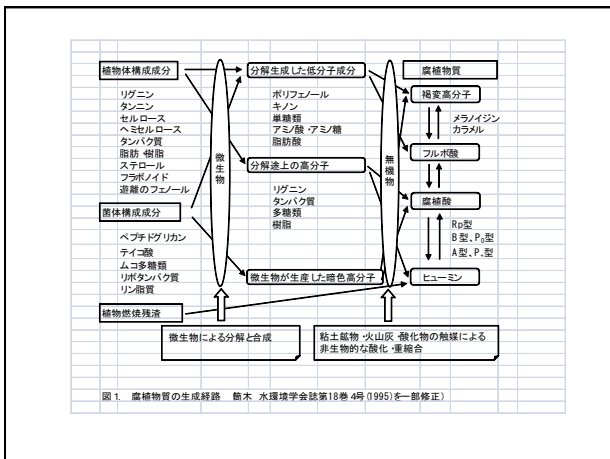 植物体構成成分
リグニン
タンニン
セルロース
ヘミセルロース
タンパク質
脂肪・樹脂
ステロール
フラボノイド
遊離のフェノール
菌体構成成分
ペプチドグリカン
テイコ酸
ムコ多糖類
リポタンパク質
リン脂質
植物燃焼残渣
微生物
微生物による分解と合成
分解生成した低分子成分
ポリフェノール
キノン
単糖類
アミノ酸・アミノ糖
脂肪酸
分解途上の高分子
リグニン
タンパク質
多糖類
樹脂
微生物が生産した暗色高分子
無機物
粘土鉱物・火山灰・酸化物の触媒による
非生物的な酸化・重縮合
腐植物質
褐変高分子
メラノイジン
カラメル
フルボ酸
腐植酸
Rp型
B型、P₀型
ヒューミン
図1. 腐植物質の生成経路 筒木 水環境学会誌第18巻4号(1995)を一部修正)